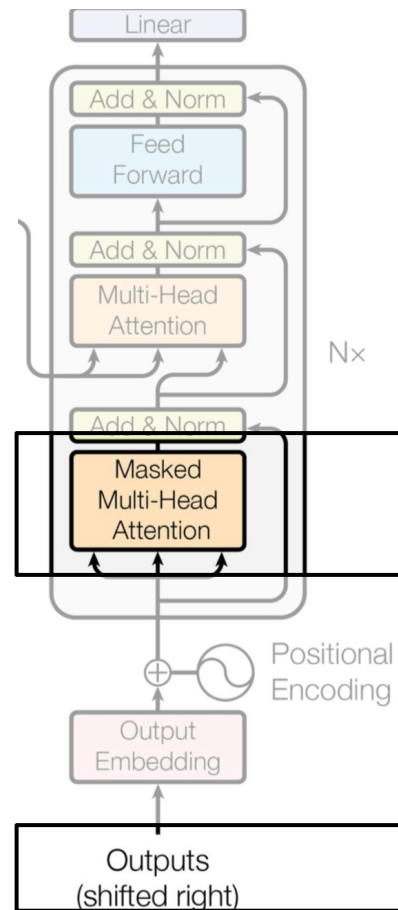 Linear
Add & Norm
Feed
Forward
Add & Norm
Multi-Head
Attention
N×
Add & Norm
Masked
Multi-Head
Attention
Positional
Encoding
Output
Embedding
Outputs
(shifted right)